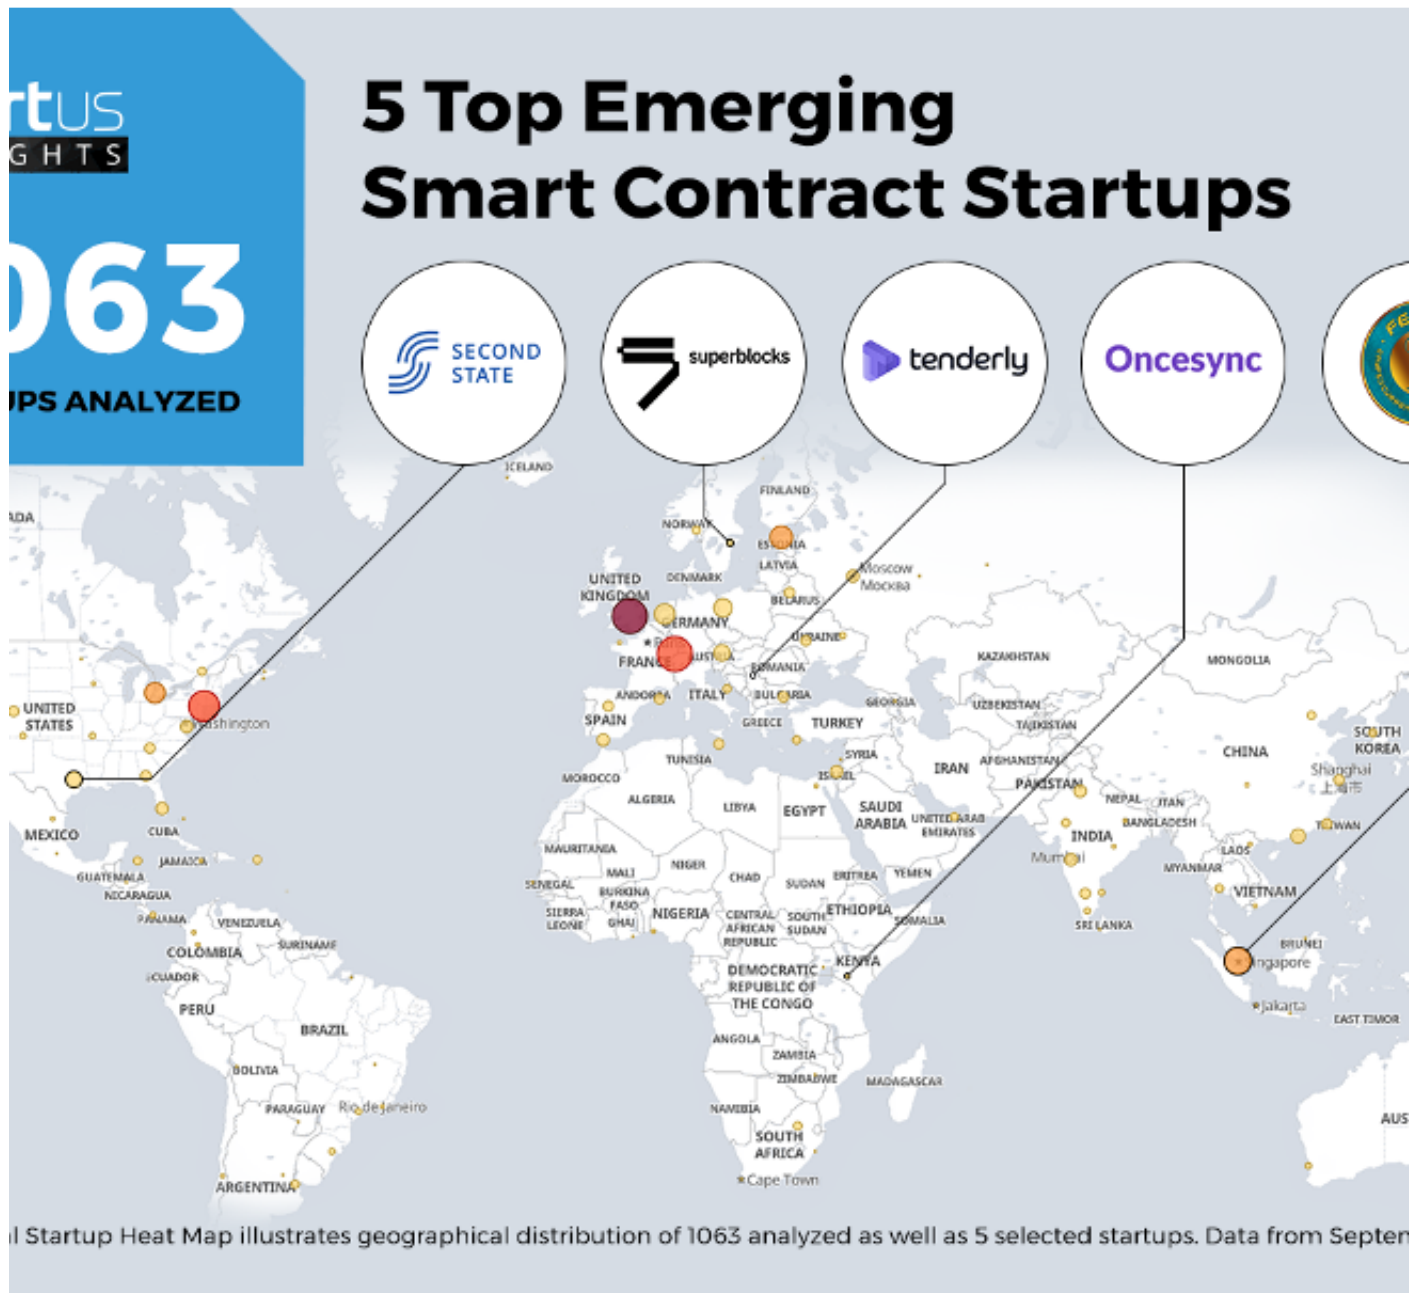 rtus
GHTS
063
UPS ANALYZED
5 Top Emerging
Smart Contract Startups
SECOND
STATE
superblocks
tenderly
Oncesync
ICELAND
FINLAND
ADA
NORWAY
ESTONIA
LATVIA
Moscow
Москва
UNITED
KINGDOM
DENMARK
BELARUS
GERMANY
UKRAINE
FRANCE
AUSTRIA
ROMANIA
KAZAKHSTAN
MONGOLIA
ANDORRA
ITALY
BULGARIA
GEORGIA
UZBEKISTAN
UNITED
STATES
Washington
SPAIN
GREECE
TURKEY
TAJIKISTAN
SOUTH
KOREA
TUNISIA
SYRIA
IRAN
AFGHANISTAN
CHINA
MOROCCO
ISRAEL
PAKISTAN
Shanghai
上海市
ALGERIA
LIBYA
EGYPT
SAUDI
ARABIA
UNITED ARAB
EMIRATES
NEPAL
BANGLADESH
TAIWAN
MEXICO
CUBA
INDIA
MAURITANIA
LAOS
JAMAICA
MALI
NIGER
CHAD
SUDAN
ERITREA
YEMEN
Mumbai
MYANMAR
GUATEMALA
NICARAGUA
SENEGAL
BURKINA
FASO
VIETNAM
PANAMA
VENEZUELA
SIERRA
LEONE
NIGERIA
CENTRAL
AFRICAN
REPUBLIC
SOUTH
SUDAN
ETHIOPIA
SOMALIA
SRI LANKA
COLOMBIA
SURINAME
BRUNEI
KENYA
ingapore
DEMOCRATIC
REPUBLIC OF
THE CONGO
ECUADOR
PERU
Jakarta
EAST TIMOR
BRAZIL
ANGOLA
ZAMBIA
BOLIVIA
ZIMBABWE
MADAGASCAR
PARAGUAY
Rio de Janeiro
NAMIBIA
AUS
SOUTH
AFRICA
Cape Town
ARGENTINA
l Startup Heat Map illustrates geographical distribution of 1063 analyzed as well as 5 selected startups. Data from Septem